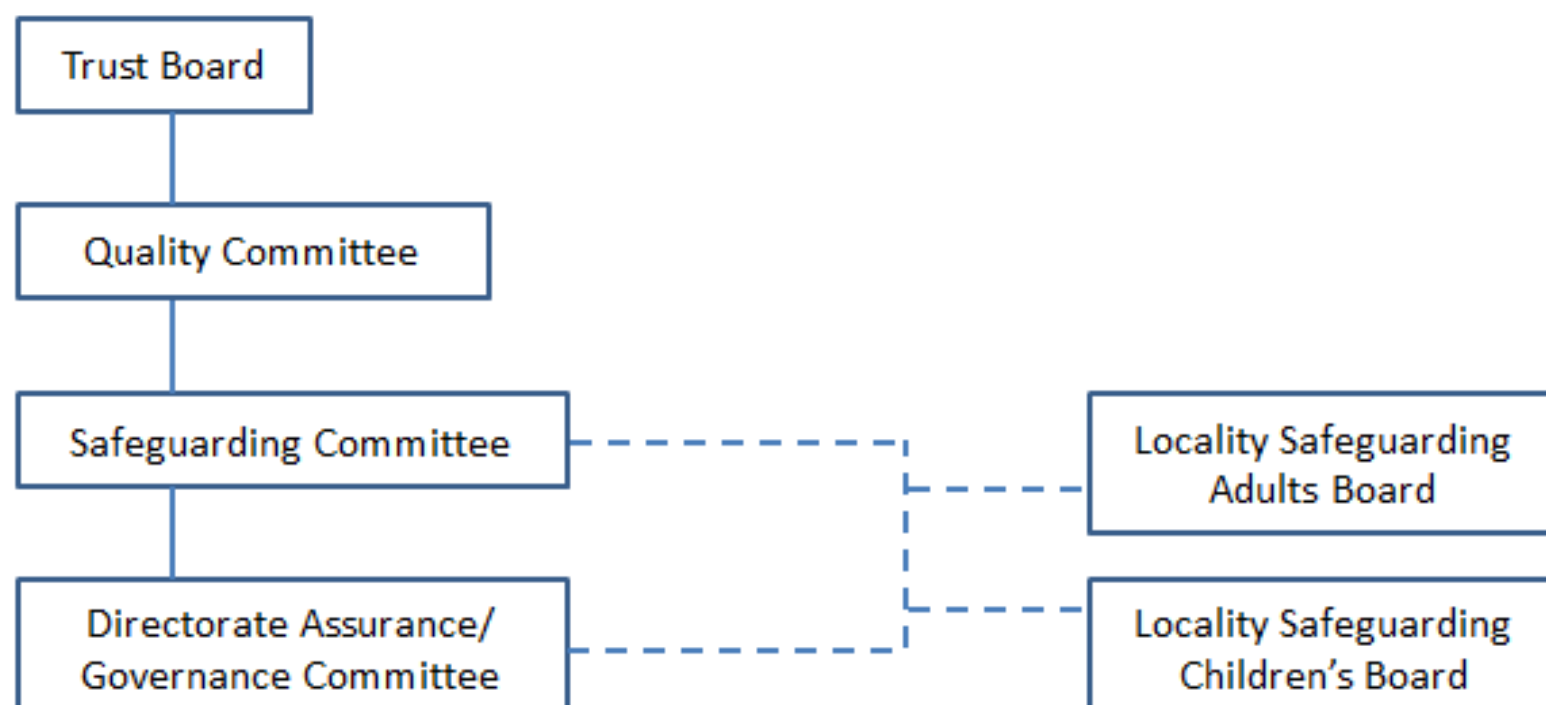 Trust Board
Quality Committee
Safeguarding Committee
Locality Safeguarding
Adults Board
Directorate Assurance/
Governance Committee
Locality Safeguarding
Children’s Board